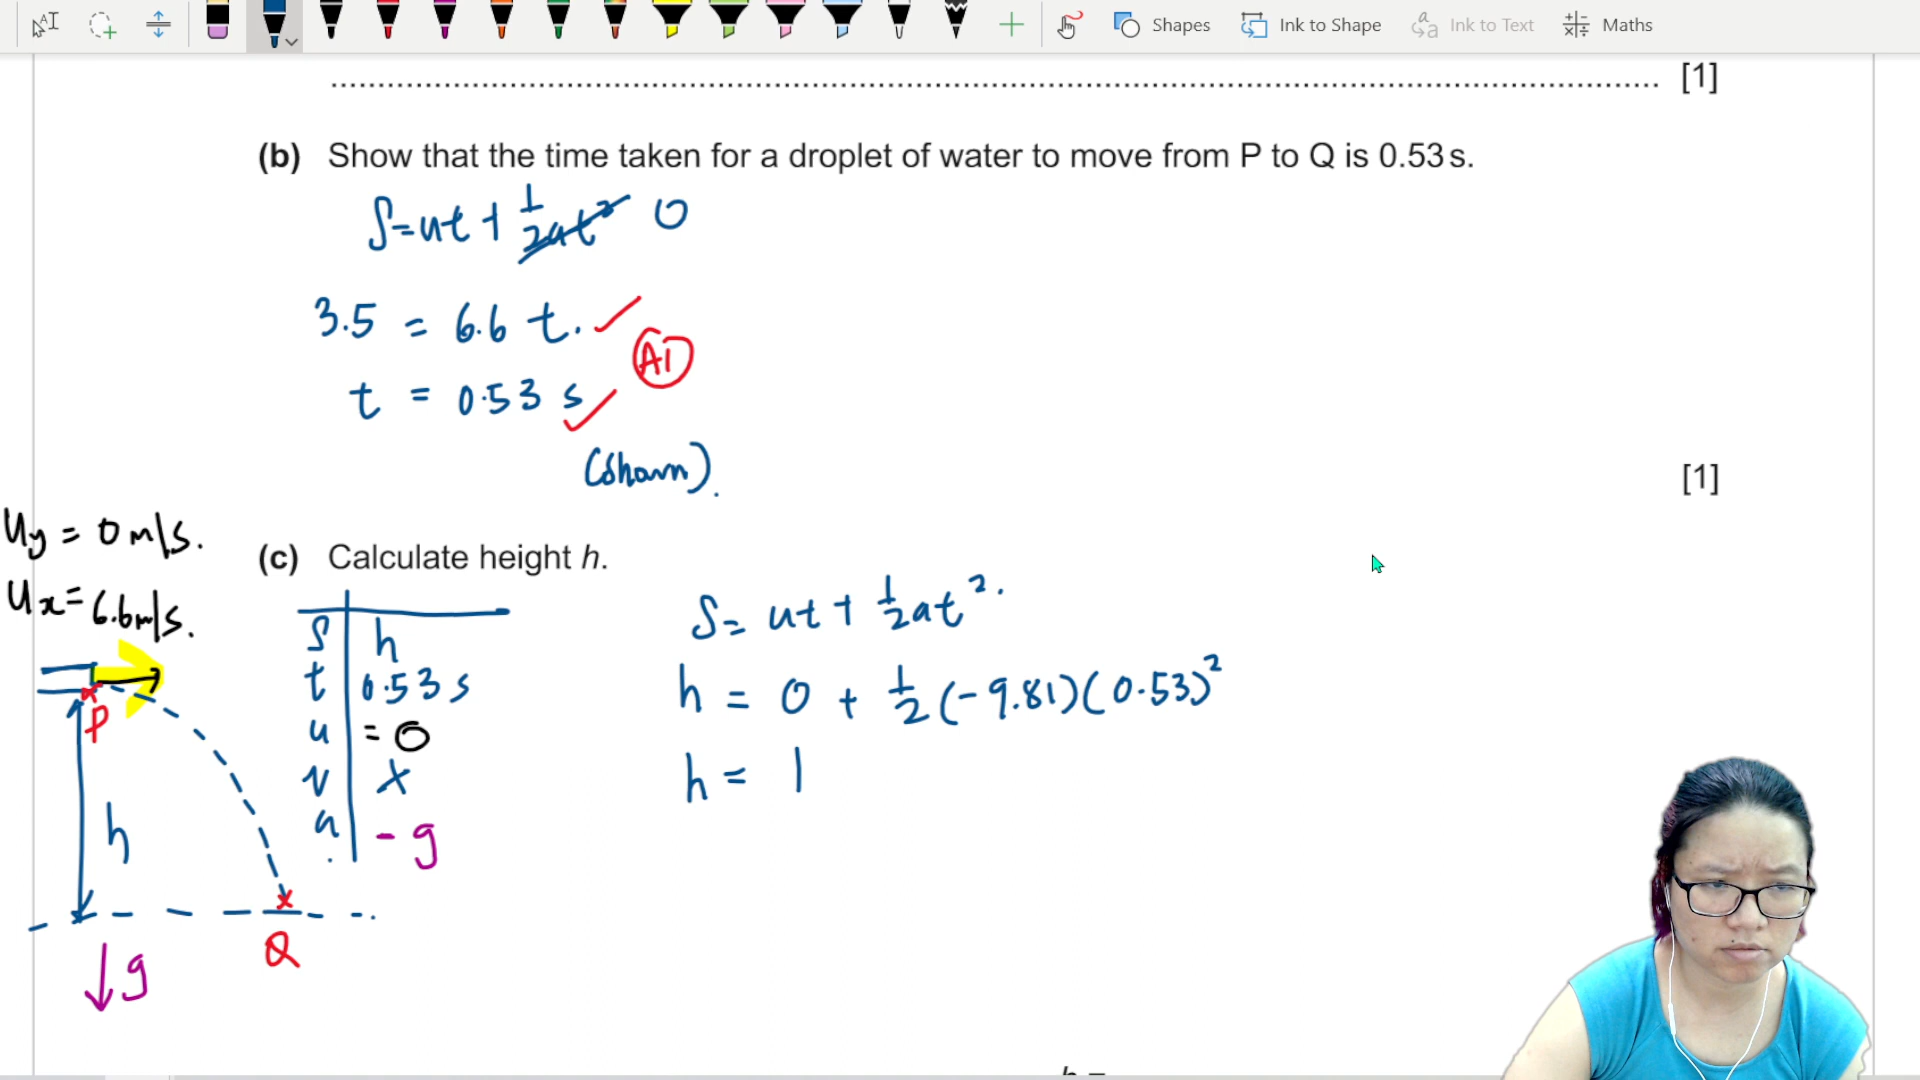 Shapes Ink to Shape Ink to Text Maths
[1]
(b) Show that the time taken for a droplet of water to move from P to Q is 0.53 s.
S = ut + ½at² 0
3.5 = 6.6 t.
A1
t = 0.53 s
(Shown).
[1]
uy = 0 m/s.
ux = 6.6 m/s.
(c) Calculate height h.
S h
t 0.53 s
u = 0
v x
a - g
S = ut + ½at².
h = 0 + ½(-9.81)(0.53)²
h = 1
P
h
Q
↓g